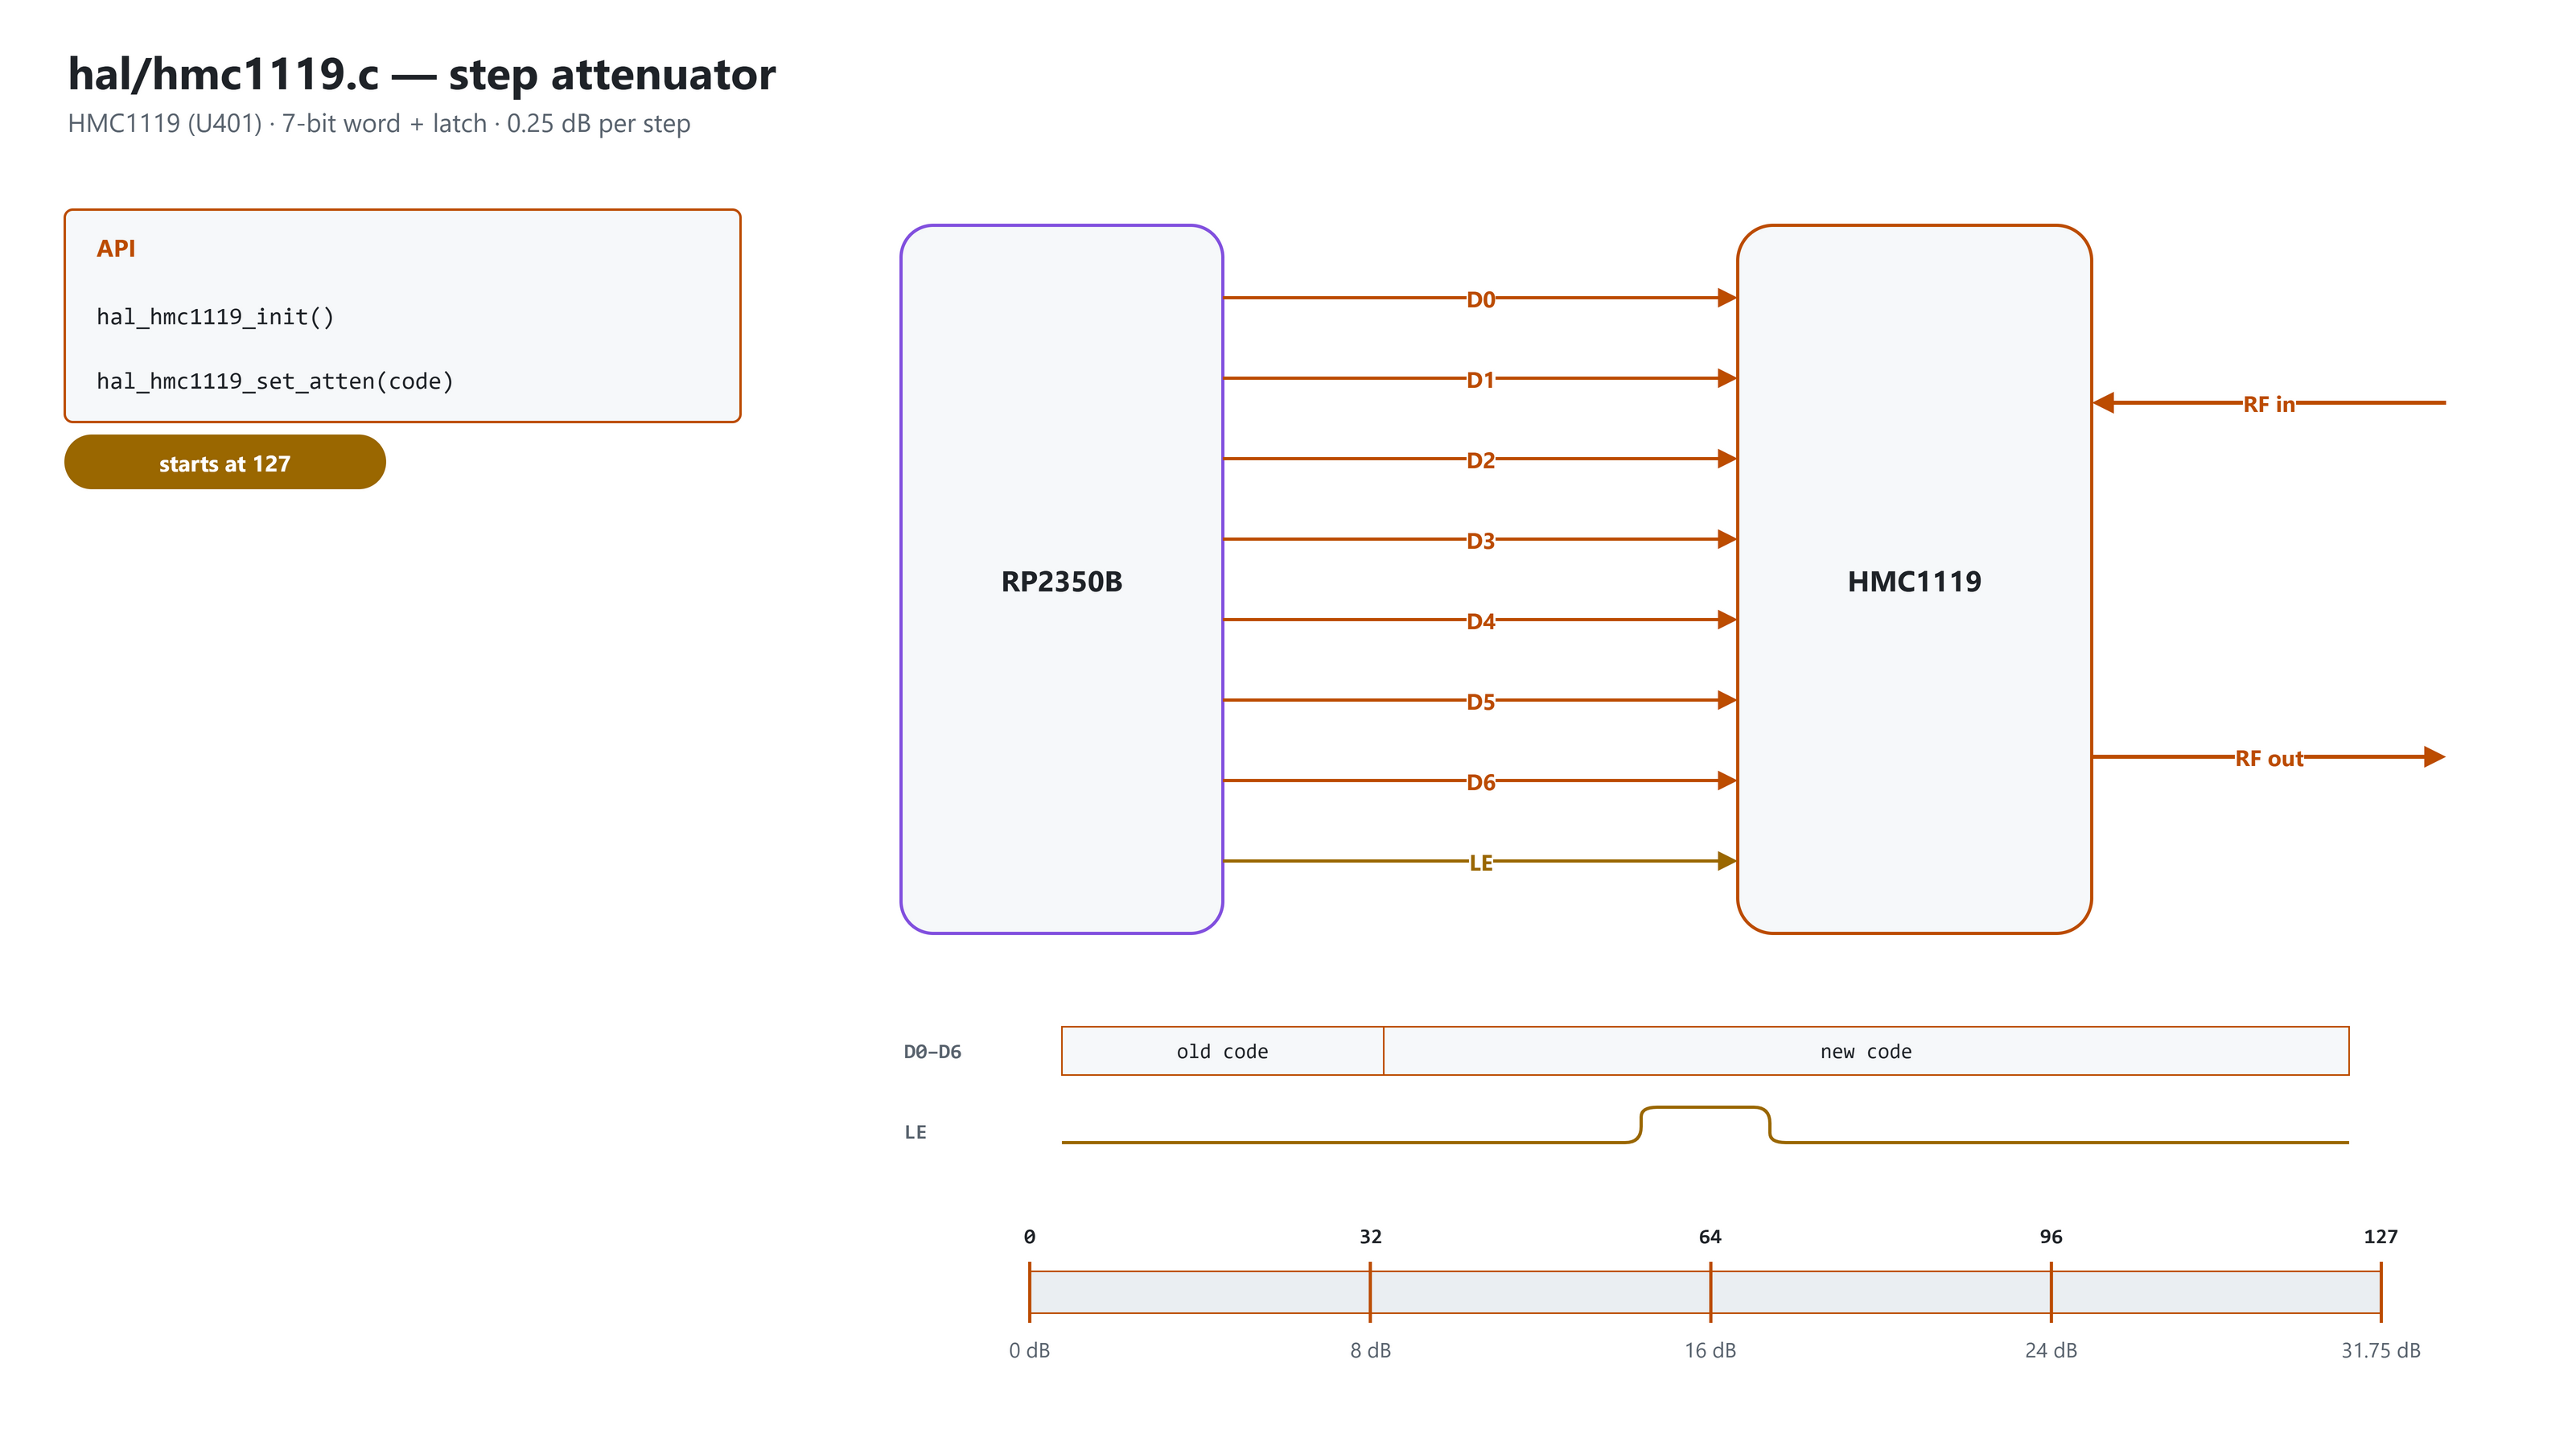 hal/hmc1119.c — step attenuator
HMC1119 (U401) · 7-bit word + latch · 0.25 dB per step
API
hal_hmc1119_init()
hal_hmc1119_set_atten(code)
starts at 127
RP2350B
D0
D1
D2
D3
D4
D5
D6
LE
HMC1119
RF in
RF out
D0–D6
old code
new code
LE
0
32
64
96
127
0 dB
8 dB
16 dB
24 dB
31.75 dB